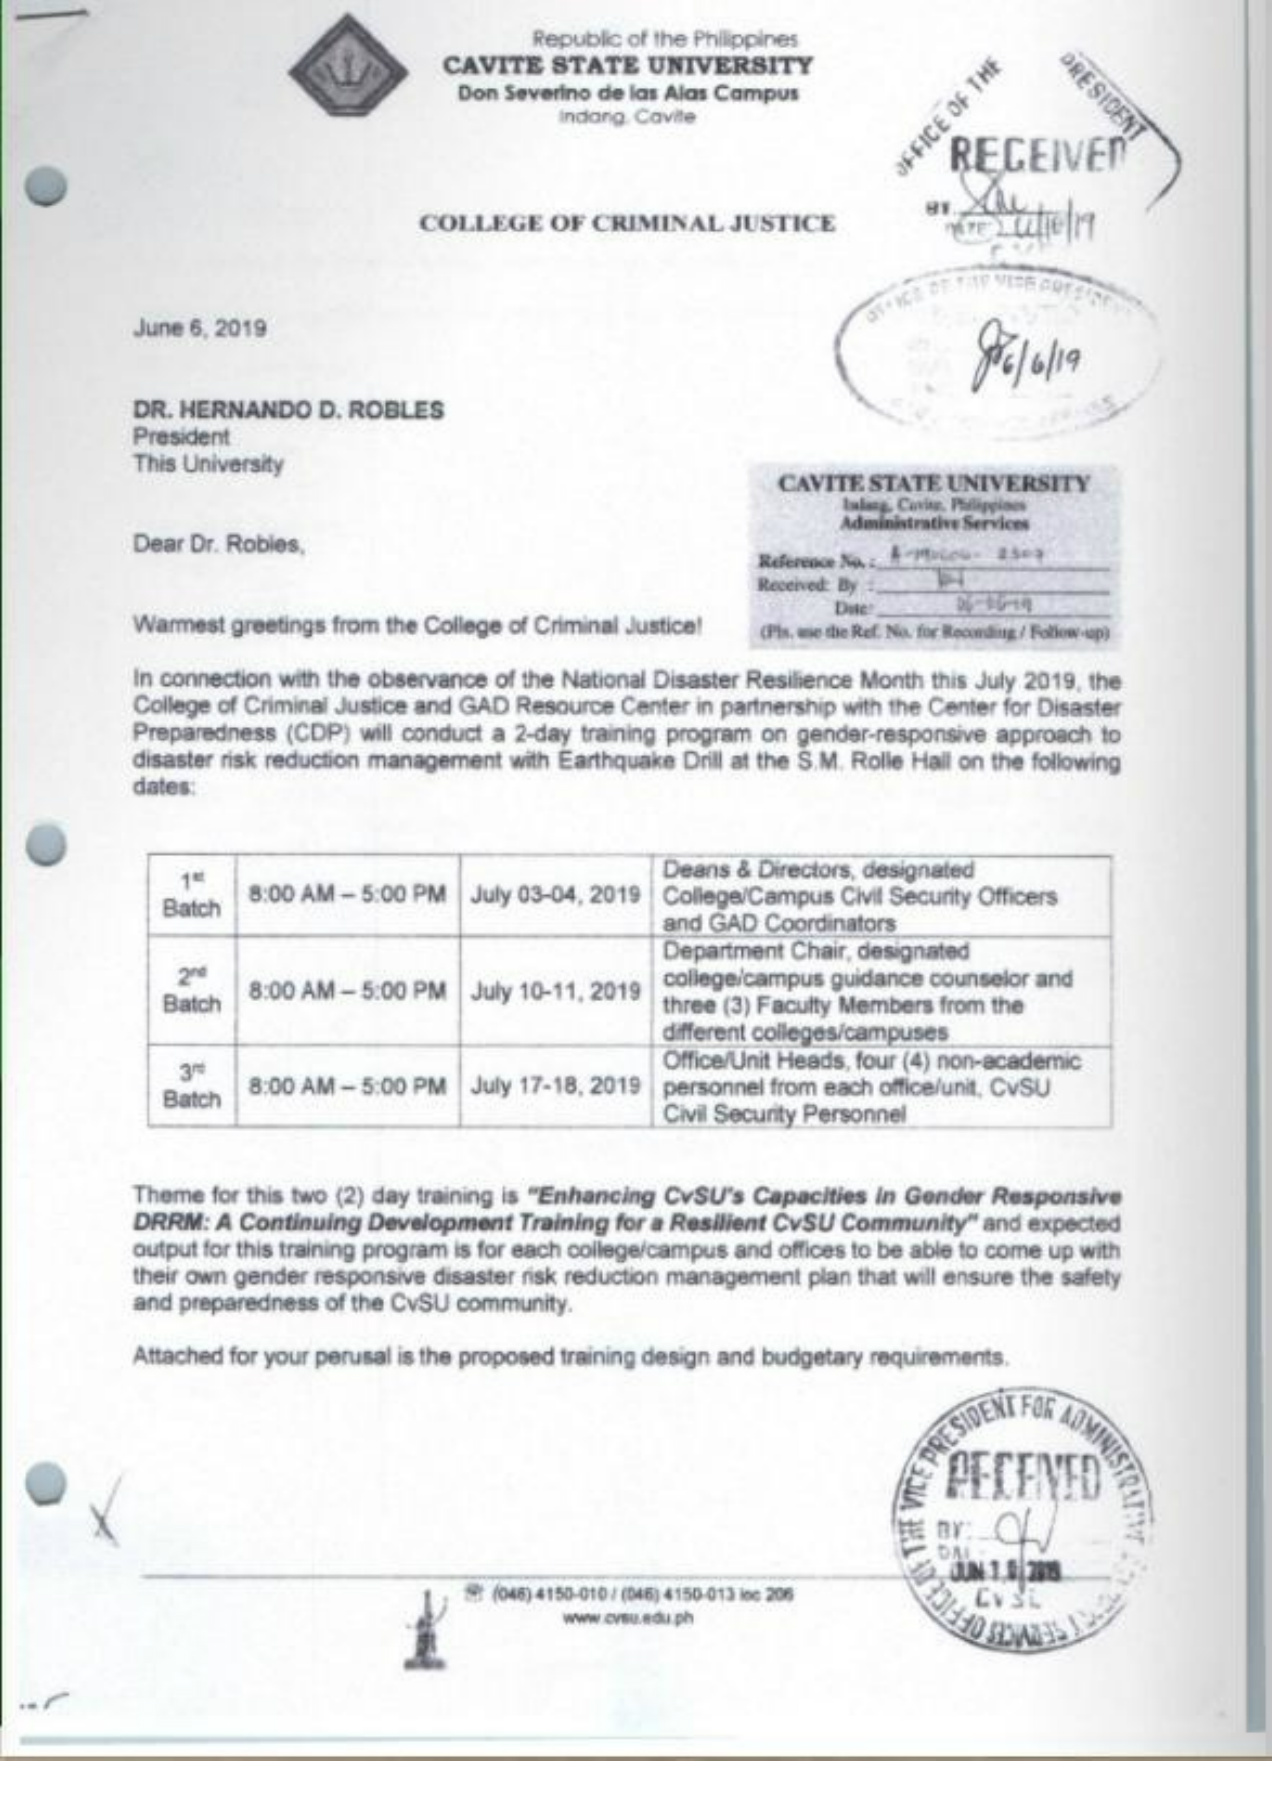 Republic of the Philippines
CAVITE STATE UNIVERSITY
Don Severino de las Alas Campus
Indang, Cavite
OFFICE OF THE PRESIDENT
RECEIVED
BY
DATE
COLLEGE OF CRIMINAL JUSTICE
OFFICE OF THE VICE PRESIDENT
6/6/19
June 6, 2019
DR. HERNANDO D. ROBLES
President
This University
CAVITE STATE UNIVERSITY
Indang, Cavite, Philippines
Administrative Services
Reference No. :
Received: By :
Date: 06-06-19
(Pls. use the Ref. No. for Recording / Follow-up)
Dear Dr. Robles,
Warmest greetings from the College of Criminal Justice!
In connection with the observance of the National Disaster Resilience Month this July 2019, the
College of Criminal Justice and GAD Resource Center in partnership with the Center for Disaster
Preparedness (CDP) will conduct a 2-day training program on gender-responsive approach to
disaster risk reduction management with Earthquake Drill at the S.M. Rolle Hall on the following
dates:
1st Batch 8:00 AM – 5:00 PM July 03-04, 2019 Deans & Directors, designated
College/Campus Civil Security Officers
and GAD Coordinators
2nd Batch 8:00 AM – 5:00 PM July 10-11, 2019 Department Chair, designated
college/campus guidance counselor and
three (3) Faculty Members from the
different colleges/campuses
3rd Batch 8:00 AM – 5:00 PM July 17-18, 2019 Office/Unit Heads, four (4) non-academic
personnel from each office/unit, CvSU
Civil Security Personnel
Theme for this two (2) day training is "Enhancing CvSU's Capacities in Gender Responsive
DRRM: A Continuing Development Training for a Resilient CvSU Community" and expected
output for this training program is for each college/campus and offices to be able to come up with
their own gender responsive disaster risk reduction management plan that will ensure the safety
and preparedness of the CvSU community.
Attached for your perusal is the proposed training design and budgetary requirements.
OFFICE OF THE VICE PRESIDENT FOR ADMINISTRATIVE
RECEIVED
BY:
JUN 10 2019
CvSU
SERVICES
(046) 4150-010 / (046) 4150-013 loc 206
www.cvsu.edu.ph